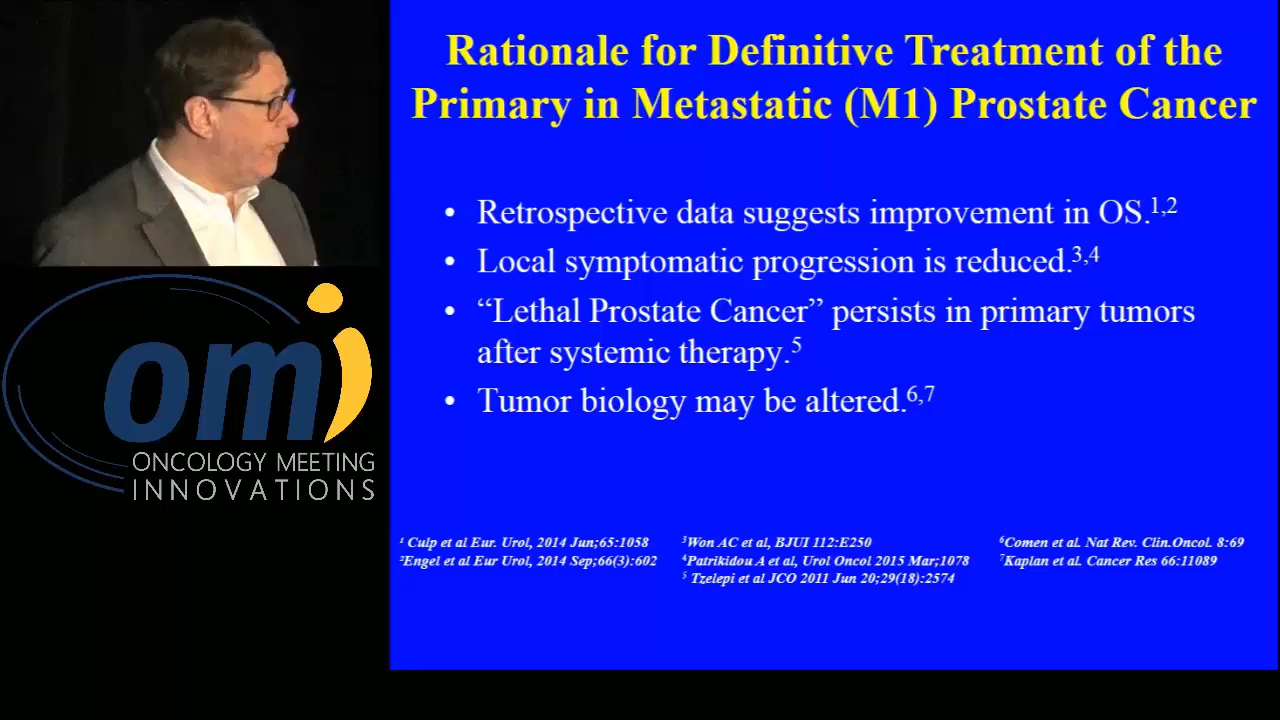 Rationale for Definitive Treatment of the
Primary in Metastatic (M1) Prostate Cancer
• Retrospective data suggests improvement in OS.1,2
• Local symptomatic progression is reduced.3,4
• “Lethal Prostate Cancer” persists in primary tumors
after systemic therapy.5
• Tumor biology may be altered.6,7
omi
ONCOLOGY MEETING
INNOVATIONS
1 Culp et al Eur. Urol, 2014 Jun;65:1058
2Engel et al Eur Urol, 2014 Sep;66(3):602
3Won AC et al, BJUI 112:E250
4Patrikidou A et al, Urol Oncol 2015 Mar;1078
5 Tzelepi et al JCO 2011 Jun 20;29(18):2574
6Comen et al. Nat Rev. Clin.Oncol. 8:69
7Kaplan et al. Cancer Res 66:11089